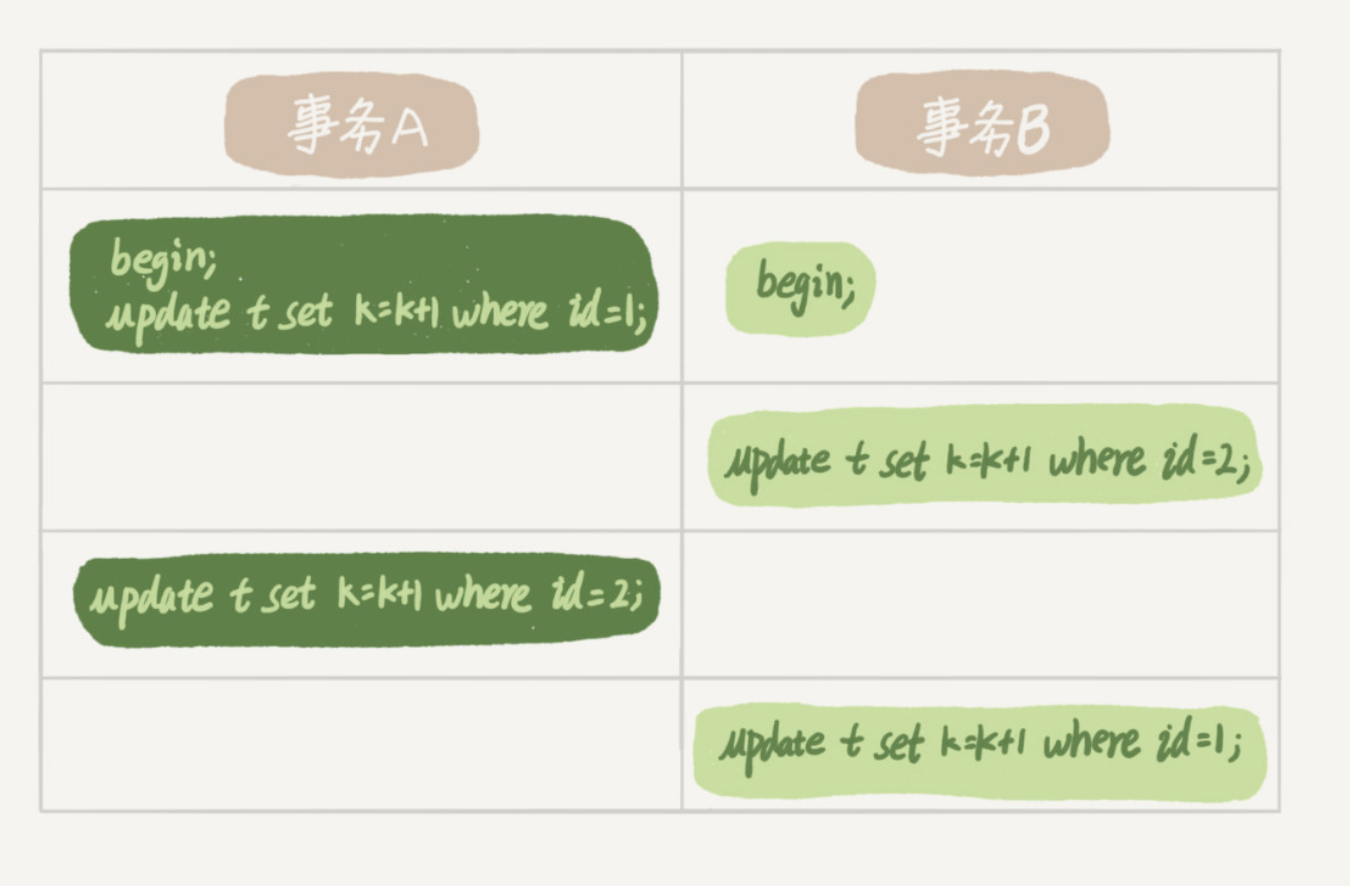 事务A
事务B
begin;
update t set k=k+1 where id=1;
begin;
update t set k=k+1 where id=2;
update t set k=k+1 where id=2;
update t set k=k+1 where id=1;